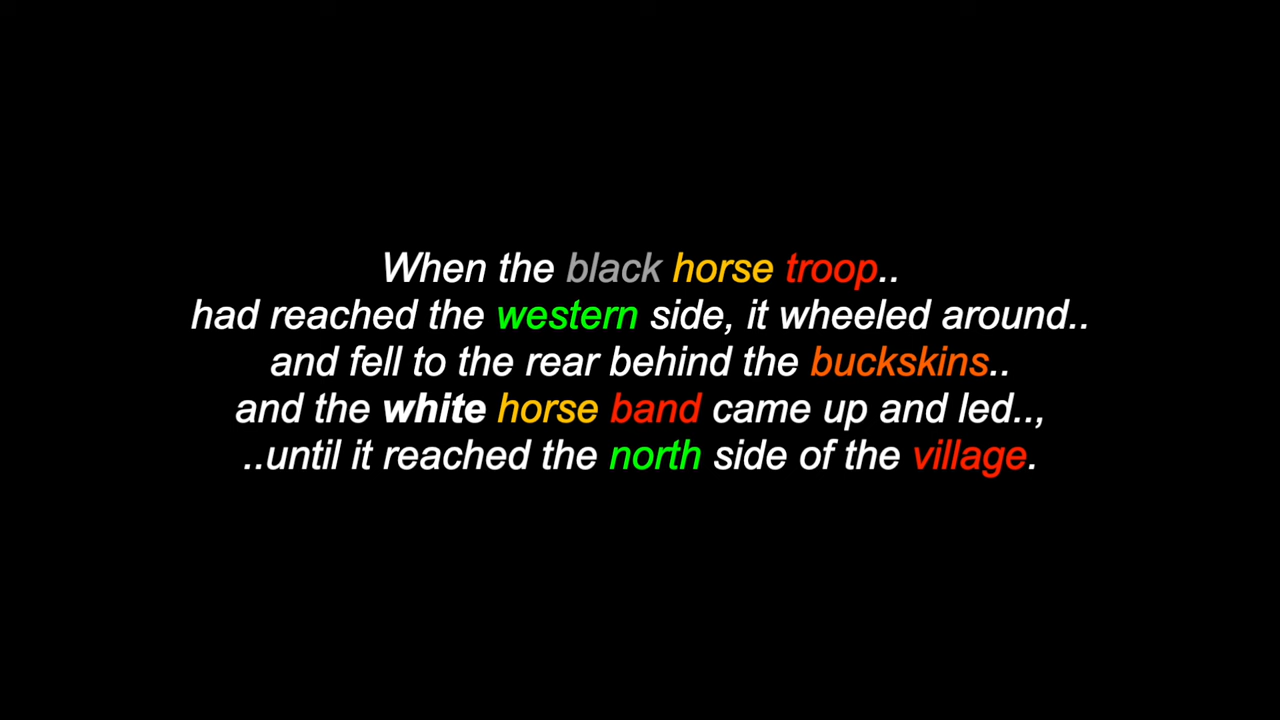 When the black horse troop..
had reached the western side, it wheeled around..
and fell to the rear behind the buckskins..
and the white horse band came up and led..,
..until it reached the north side of the village.